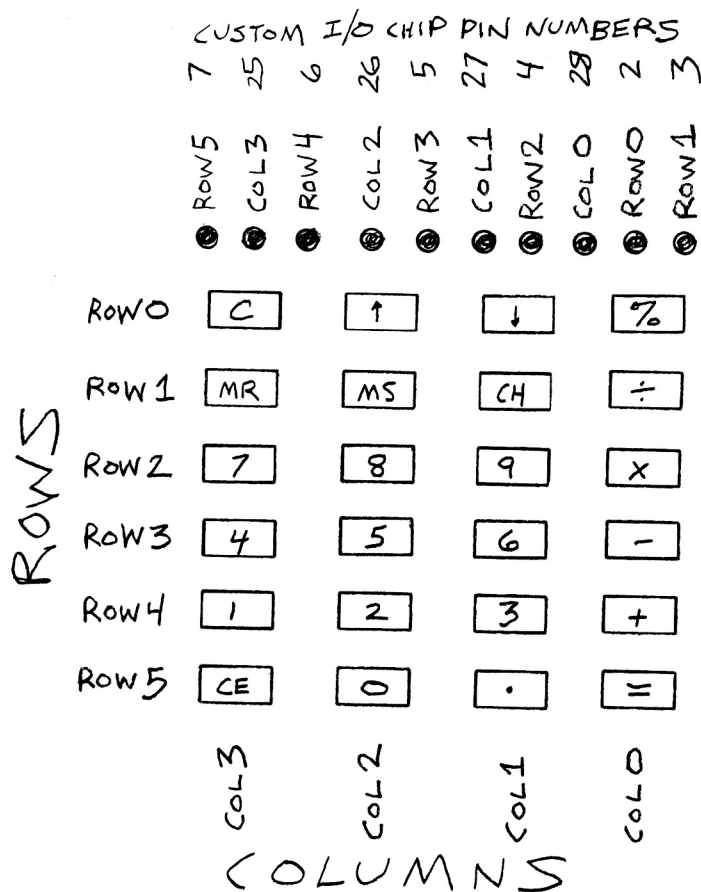 CUSTOM I/O CHIP PIN NUMBERS
7 25 6 26 5 27 4 28 2 3
ROW5 COL3 ROW4 COL2 ROW3 COL1 ROW2 COL0 ROW0 ROW1
ROW0 C ↑ ↓ %
ROW1 MR MS CH ÷
ROW2 7 8 9 X
ROW3 4 5 6 -
ROW4 1 2 3 +
ROW5 CE 0 . =
ROWS
COL3 COL2 COL1 COL0
COLUMNS